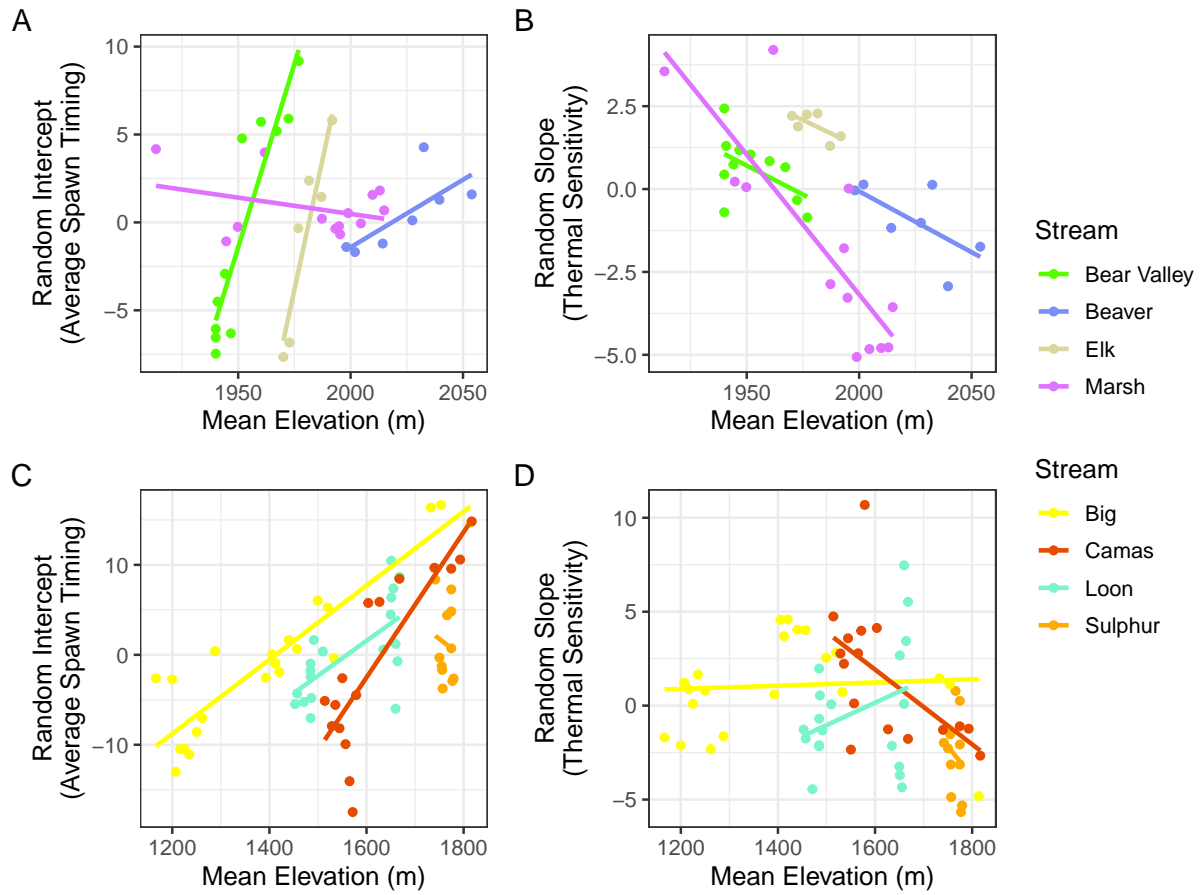 A
B
10
5
0
−5
1950
2000
2050
Mean Elevation (m)
Random Intercept
(Average Spawn Timing)
2.5
0.0
−2.5
−5.0
1950
2000
2050
Mean Elevation (m)
Random Slope
(Thermal Sensitivity)
Stream
Bear Valley
Beaver
Elk
Marsh
C
D
10
0
−10
1200
1400
1600
1800
Mean Elevation (m)
Random Intercept
(Average Spawn Timing)
10
5
0
−5
1200
1400
1600
1800
Mean Elevation (m)
Random Slope
(Thermal Sensitivity)
Stream
Big
Camas
Loon
Sulphur